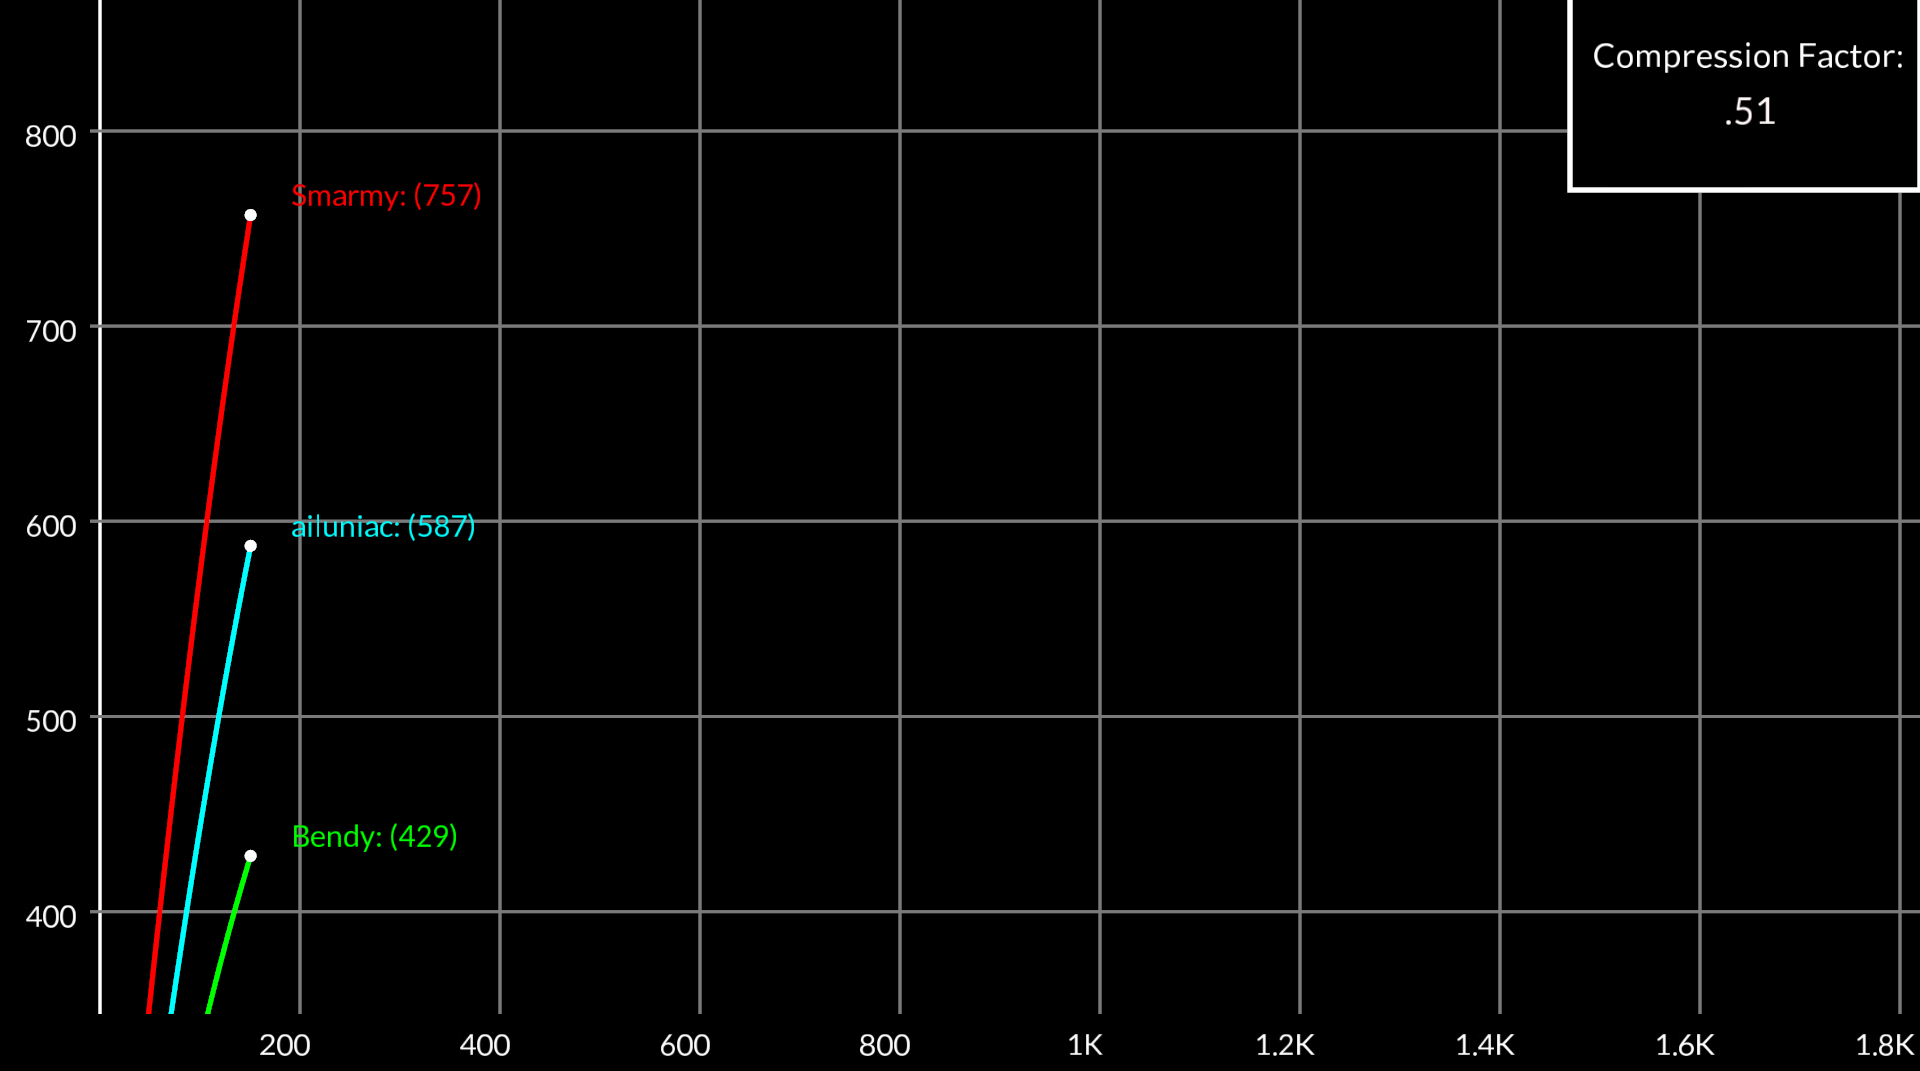 Compression Factor:
.51
800
Smarmy: (757)
700
600
ailuniac: (587)
500
Bendy: (429)
400
200 400 600 800 1K 1.2K 1.4K 1.6K 1.8K